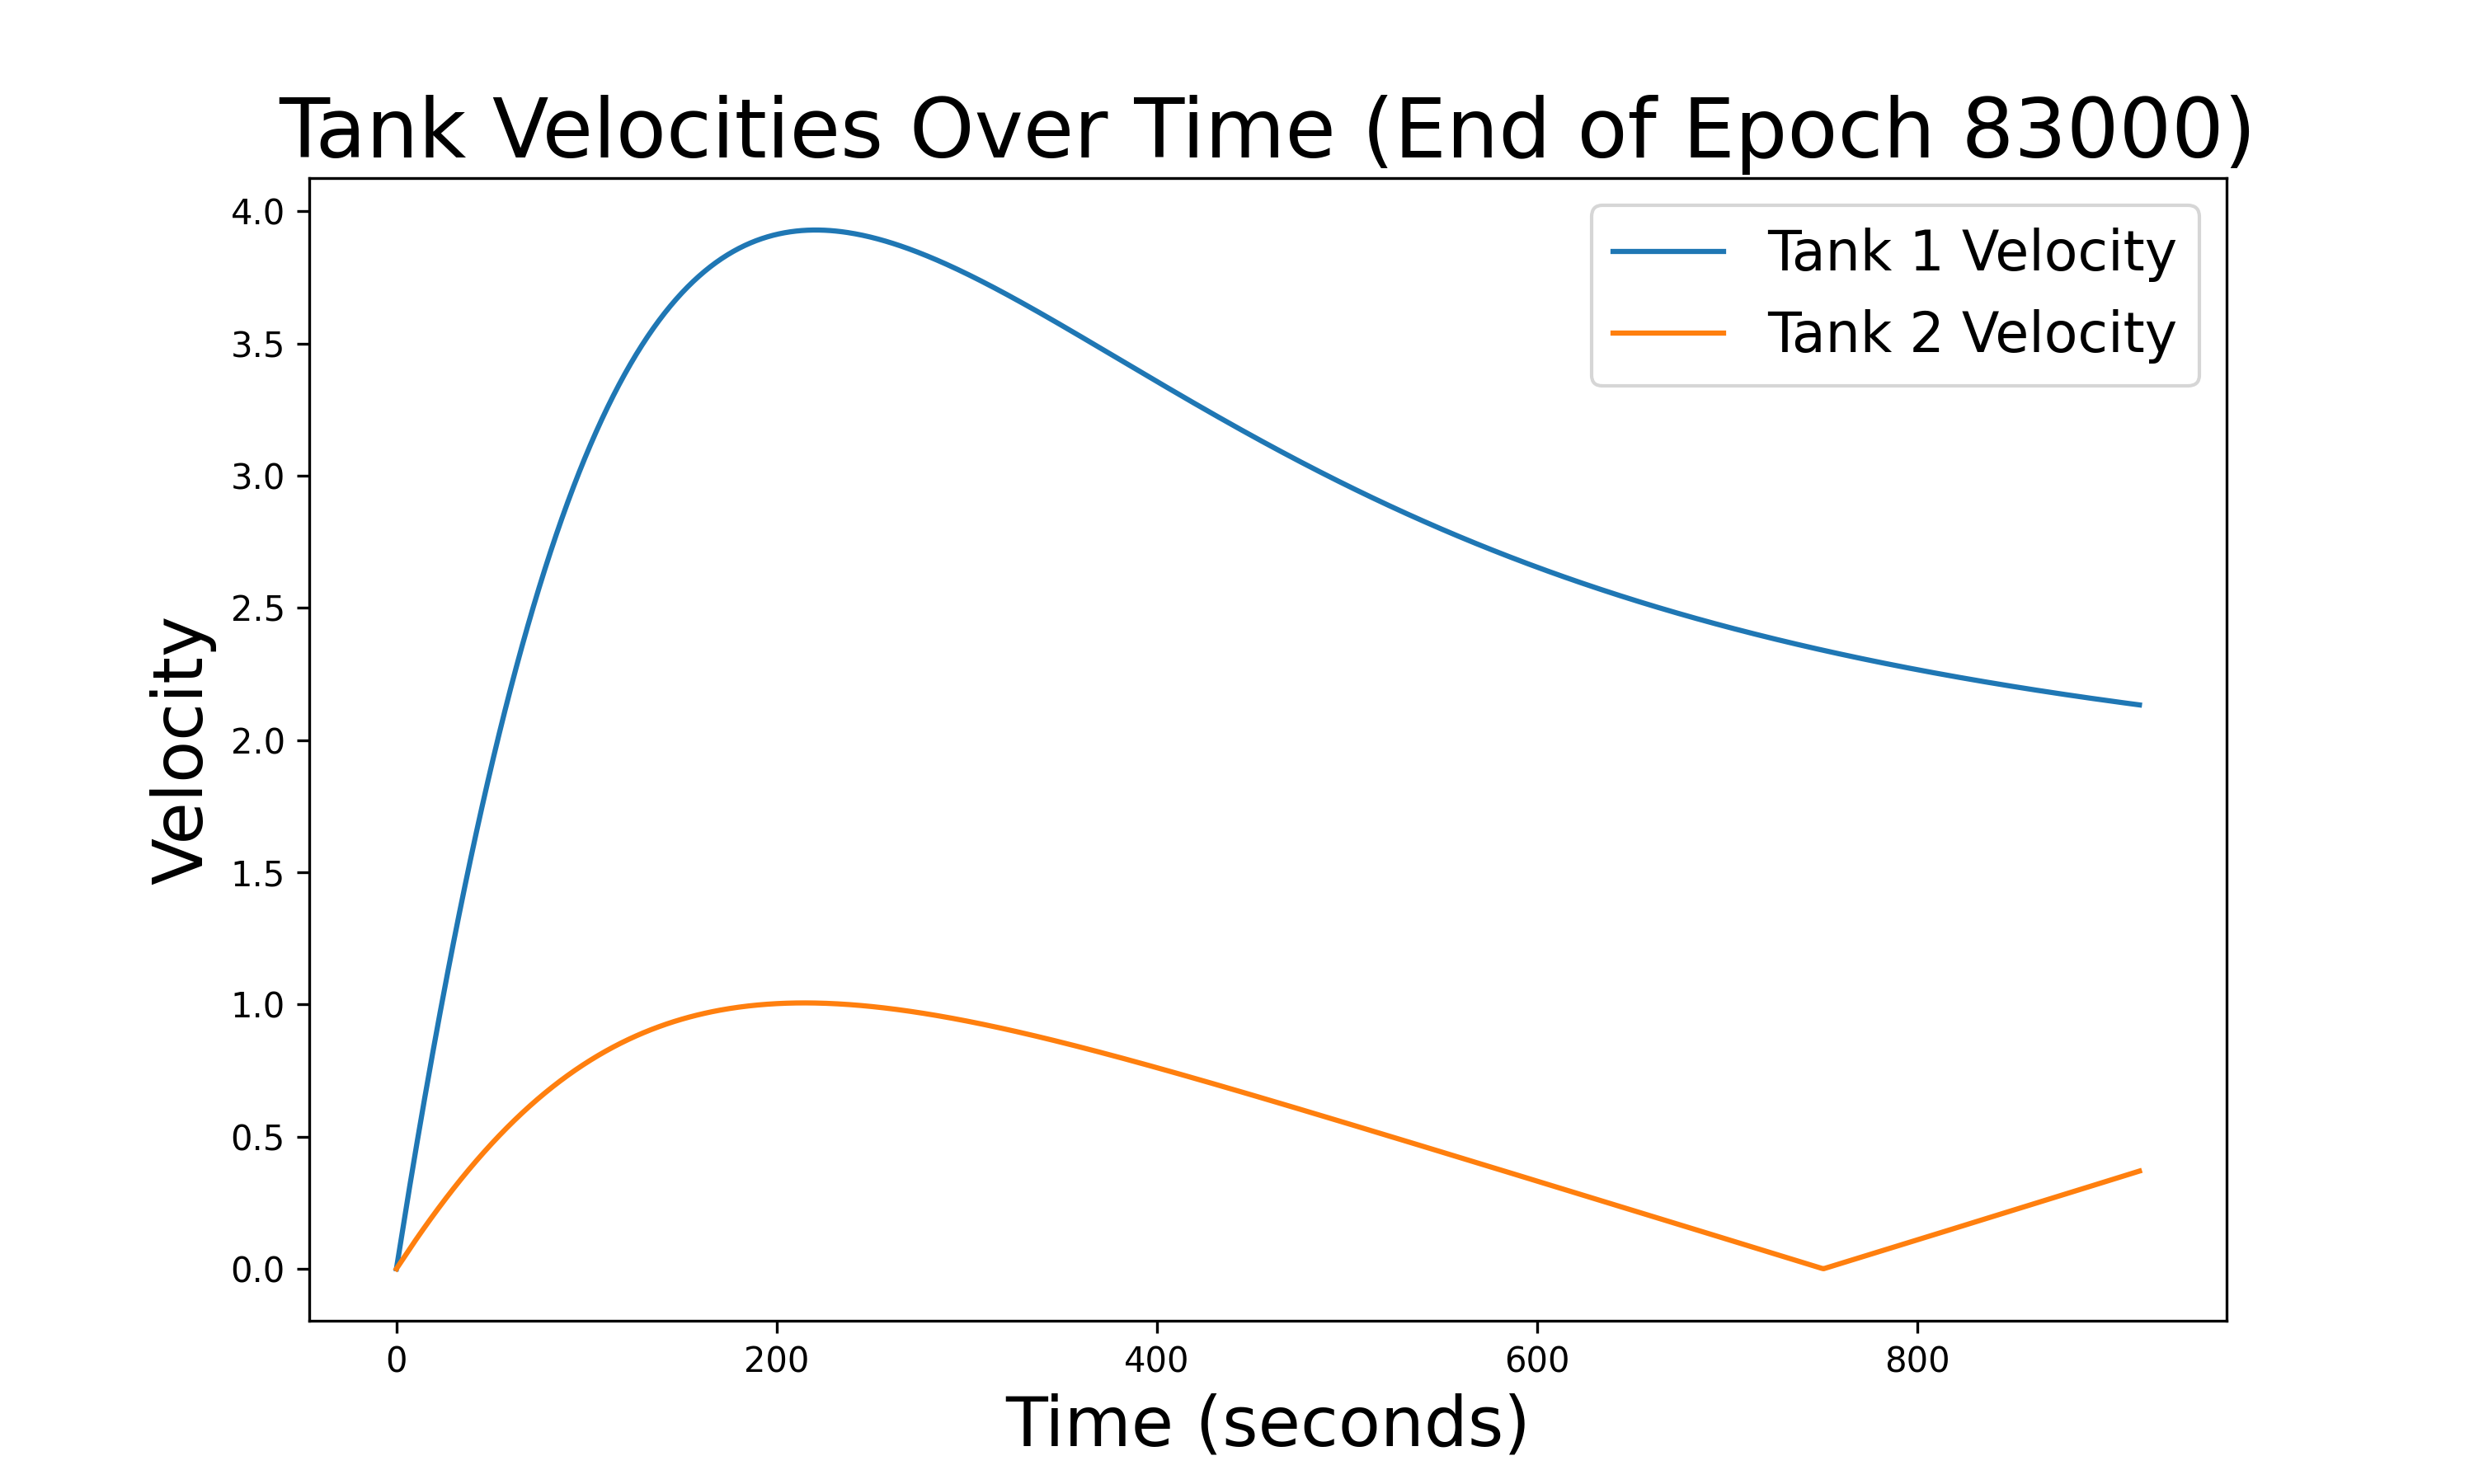 Tank Velocities Over Time (End of Epoch 83000)
Tank 1 Velocity
Tank 2 Velocity
Velocity
4.0
3.5
3.0
2.5
2.0
1.5
1.0
0.5
0.0
0 200 400 600 800
Time (seconds)